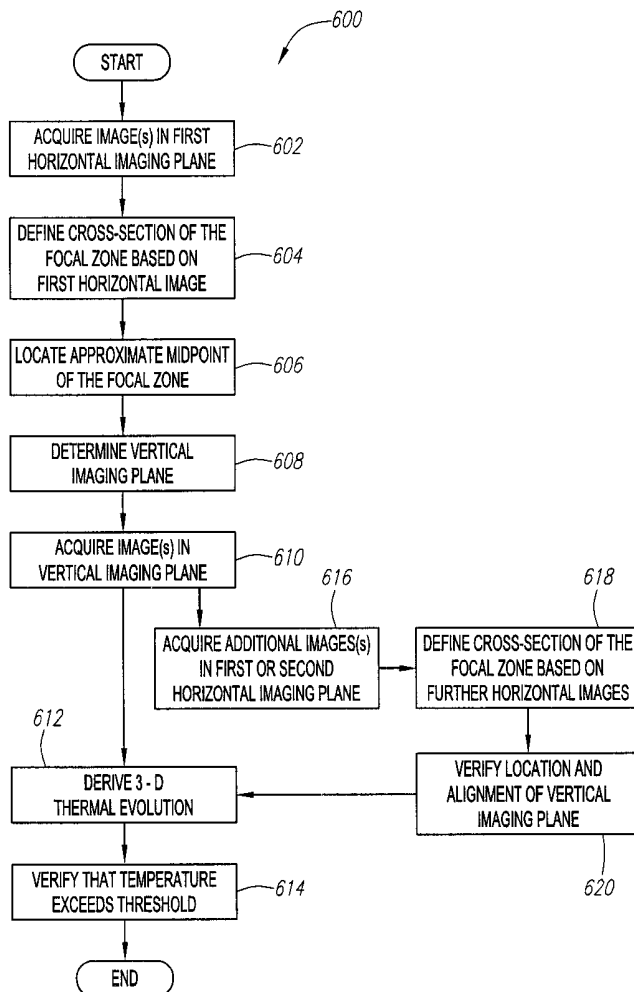 600
START
ACQUIRE IMAGE(s) IN FIRST
HORIZONTAL IMAGING PLANE
602
DEFINE CROSS-SECTION OF THE
FOCAL ZONE BASED ON
FIRST HORIZONTAL IMAGE
604
LOCATE APPROXIMATE MIDPOINT
OF THE FOCAL ZONE
606
DETERMINE VERTICAL
IMAGING PLANE
608
ACQUIRE IMAGE(s) IN
VERTICAL IMAGING PLANE
610
616
ACQUIRE ADDITIONAL IMAGES(s)
IN FIRST OR SECOND
HORIZONTAL IMAGING PLANE
618
DEFINE CROSS-SECTION OF THE
FOCAL ZONE BASED ON
FURTHER HORIZONTAL IMAGES
612
DERIVE 3 - D
THERMAL EVOLUTION
VERIFY LOCATION AND
ALIGNMENT OF VERTICAL
IMAGING PLANE
620
VERIFY THAT TEMPERATURE
EXCEEDS THRESHOLD
614
END